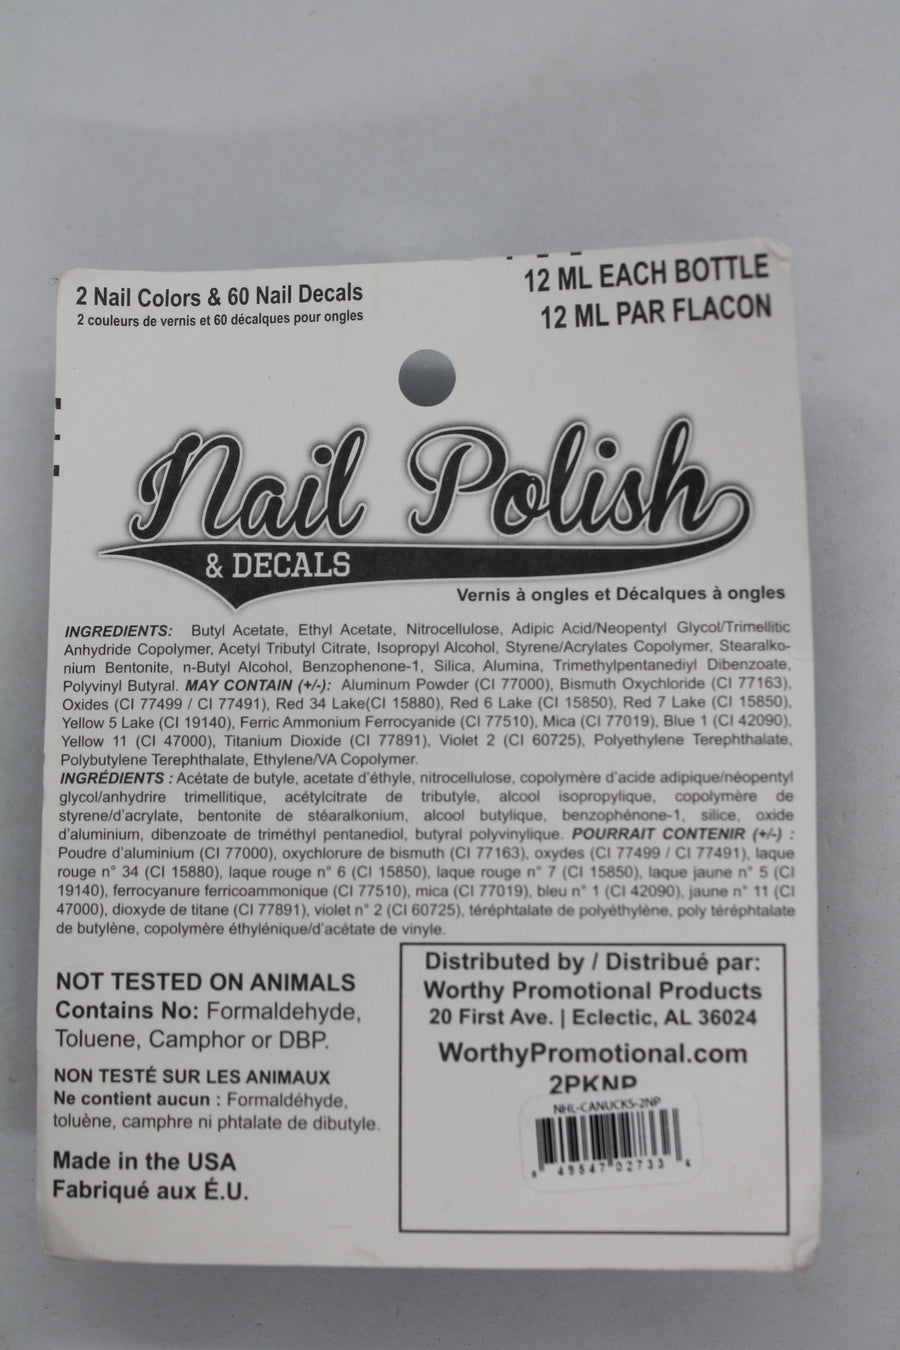 2 Nail Colors & 60 Nail Decals
2 couleurs de vernis et 60 décalques pour ongles
12 ML EACH BOTTLE
12 ML PAR FLACON
Nail Polish
& DECALS
Vernis à ongles et Décalques à ongles
INGREDIENTS: Butyl Acetate, Ethyl Acetate, Nitrocellulose, Adipic Acid/Neopentyl Glycol/Trimellitic
Anhydride Copolymer, Acetyl Tributyl Citrate, Isopropyl Alcohol, Styrene/Acrylates Copolymer, Stearalko-
nium Bentonite, n-Butyl Alcohol, Benzophenone-1, Silica, Alumina, Trimethylpentanediyl Dibenzoate,
Polyvinyl Butyral. MAY CONTAIN (+/-): Aluminum Powder (CI 77000), Bismuth Oxychloride (CI 77163),
Oxides (CI 77499 / CI 77491), Red 34 Lake(CI 15880), Red 6 Lake (CI 15850), Red 7 Lake (CI 15850),
Yellow 5 Lake (CI 19140), Ferric Ammonium Ferrocyanide (CI 77510), Mica (CI 77019), Blue 1 (CI 42090),
Yellow 11 (CI 47000), Titanium Dioxide (CI 77891), Violet 2 (CI 60725), Polyethylene Terephthalate,
Polybutylene Terephthalate, Ethylene/VA Copolymer.
INGRÉDIENTS : Acétate de butyle, acetate d'éthyle, nitrocellulose, copolymère d'acide adipique/néopentyl
glycol/anhydrire trimellitique, acétylcitrate de tributyle, alcool isopropylique, copolymère de
styrene/d'acrylate, bentonite de stéaralkonium, alcool butylique, benzophénone-1, silice, oxide
d'aluminium, dibenzoate de triméthyl pentanediol, butyral polyvinylique. POURRAIT CONTENIR (+/-) :
Poudre d'aluminium (CI 77000), oxychlorure de bismuth (CI 77163), oxydes (CI 77499 / CI 77491), laque
rouge n° 34 (CI 15880), laque rouge n° 6 (CI 15850), laque rouge n° 7 (CI 15850), laque jaune n° 5 (CI
19140), ferrocyanure ferricoammonique (CI 77510), mica (CI 77019), bleu n° 1 (CI 42090), jaune n° 11 (CI
47000), dioxyde de titane (CI 77891), violet n° 2 (CI 60725), téréphtalate de polyéthylène, poly téréphtalate
de butylène, copolymère éthylénique/d'acétate de vinyle.
NOT TESTED ON ANIMALS
Contains No: Formaldehyde,
Toluene, Camphor or DBP.
NON TESTÉ SUR LES ANIMAUX
Ne contient aucun : Formaldéhyde,
toluène, camphre ni phtalate de dibutyle.
Made in the USA
Fabriqué aux É.U.
Distributed by / Distribué par:
Worthy Promotional Products
20 First Ave. | Eclectic, AL 36024
WorthyPromotional.com
2PKNP
NHL-CANUCKS-2NP
8 49547 02733 4